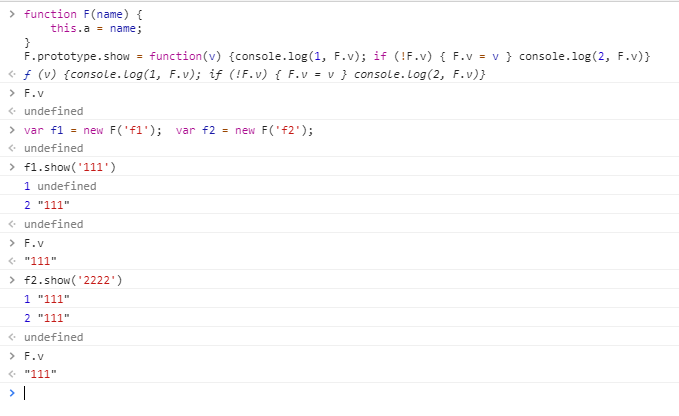 > function F(name) {
this.a = name;
}
F.prototype.show = function(v) {console.log(1, F.v); if (!F.v) { F.v = v } console.log(2, F.v)}
< ƒ (v) {console.log(1, F.v); if (!F.v) { F.v = v } console.log(2, F.v)}
> F.v
< undefined
> var f1 = new F('f1');  var f2 = new F('f2');
< undefined
> f1.show('111')
1 undefined
2 "111"
< undefined
> F.v
< "111"
> f2.show('2222')
1 "111"
2 "111"
< undefined
> F.v
< "111"
>